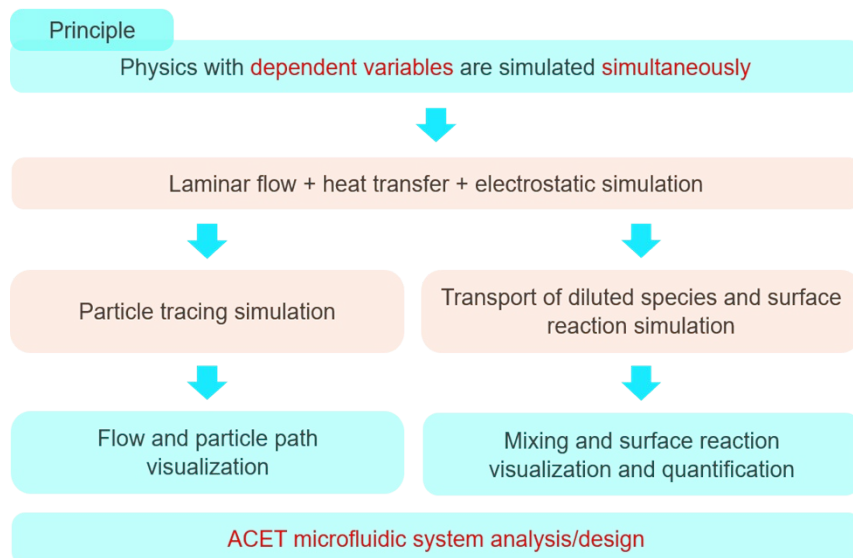 Principle
Physics with dependent variables are simulated simultaneously
Laminar flow + heat transfer + electrostatic simulation
Particle tracing simulation
Transport of diluted species and surface
reaction simulation
Flow and particle path
visualization
Mixing and surface reaction
visualization and quantification
ACET microfluidic system analysis/design